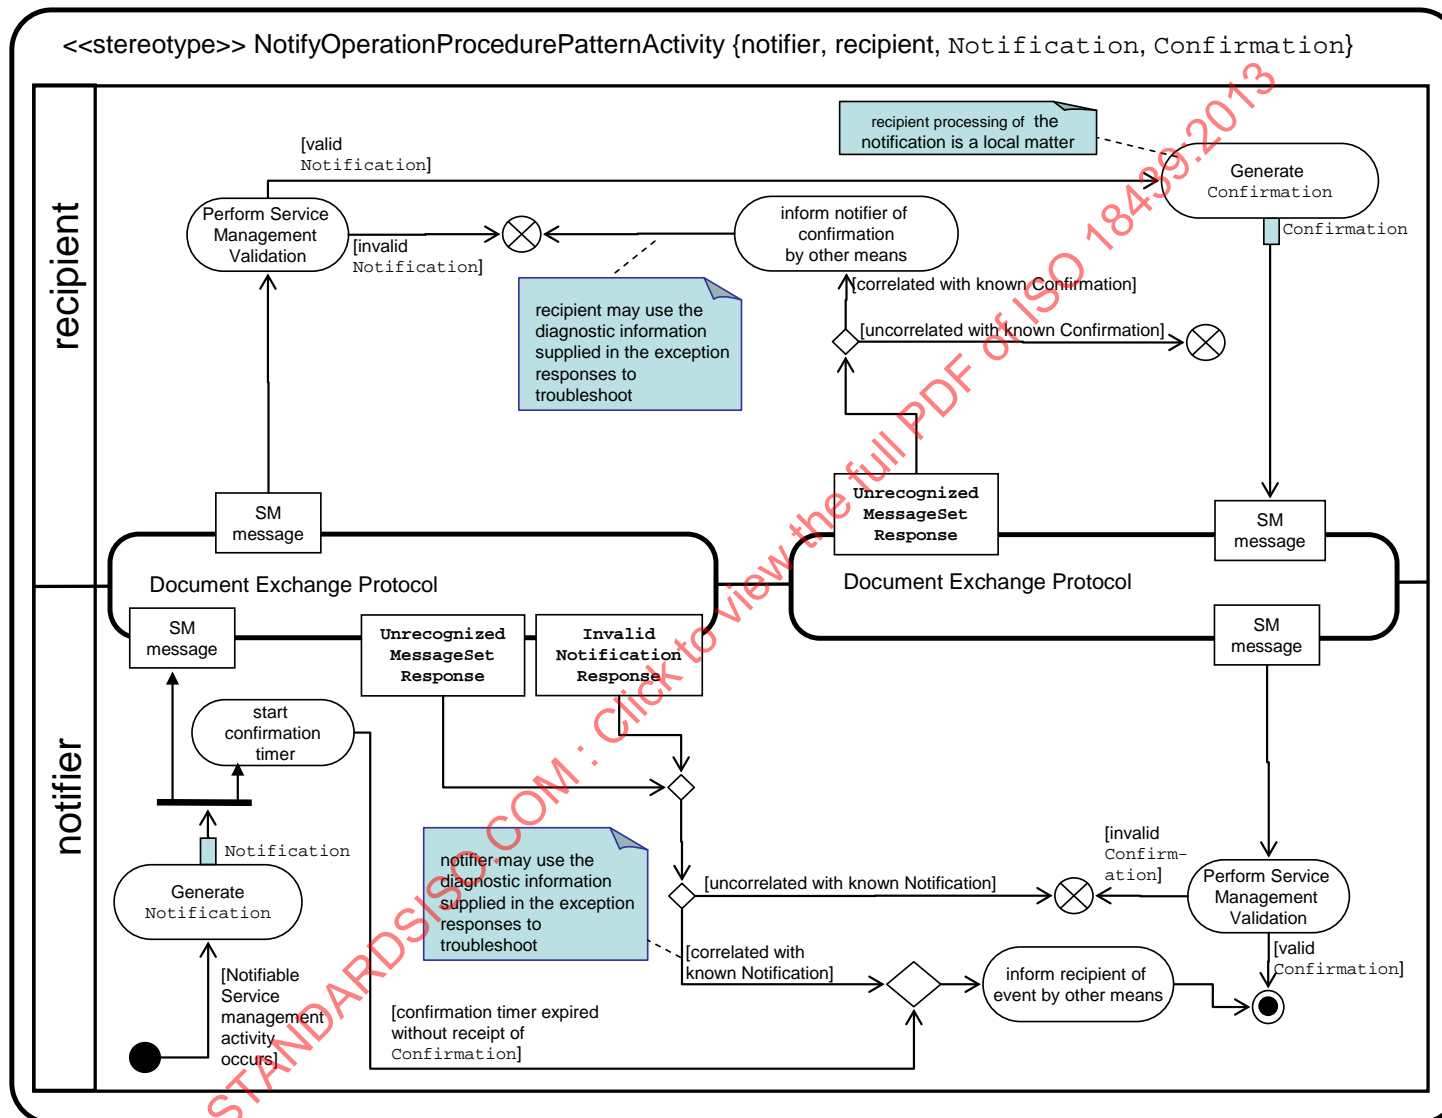 <<stereotype>> NotifyOperationProcedurePatternActivity {notifier, recipient, Notification, Confirmation}
recipient
recipient processing of the
notification is a local matter
[valid
Notification]
Generate
Confirmation
Confirmation
Perform Service
Management
Validation
[invalid
Notification]
inform notifier of
confirmation
by other means
[correlated with known Confirmation]
[uncorrelated with known Confirmation]
recipient may use the
diagnostic information
supplied in the exception
responses to
troubleshoot
SM
message
Unrecognized
MessageSet
Response
SM
message
Document Exchange Protocol
Document Exchange Protocol
notifier
SM
message
Unrecognized
MessageSet
Response
Invalid
Notification
Response
SM
message
start
confirmation
timer
Notification
Generate
Notification
notifier may use the
diagnostic information
supplied in the exception
responses to
troubleshoot
[uncorrelated with known Notification]
[invalid
Confirm-
ation]
Perform Service
Management
Validation
[correlated with
known Notification]
[valid
Confirmation]
inform recipient of
event by other means
[Notifiable
Service
management
activity
occurs]
[confirmation timer expired
without receipt of
Confirmation]
STANDARDSISO.COM : Click to view the full PDF of ISO 18439:2013